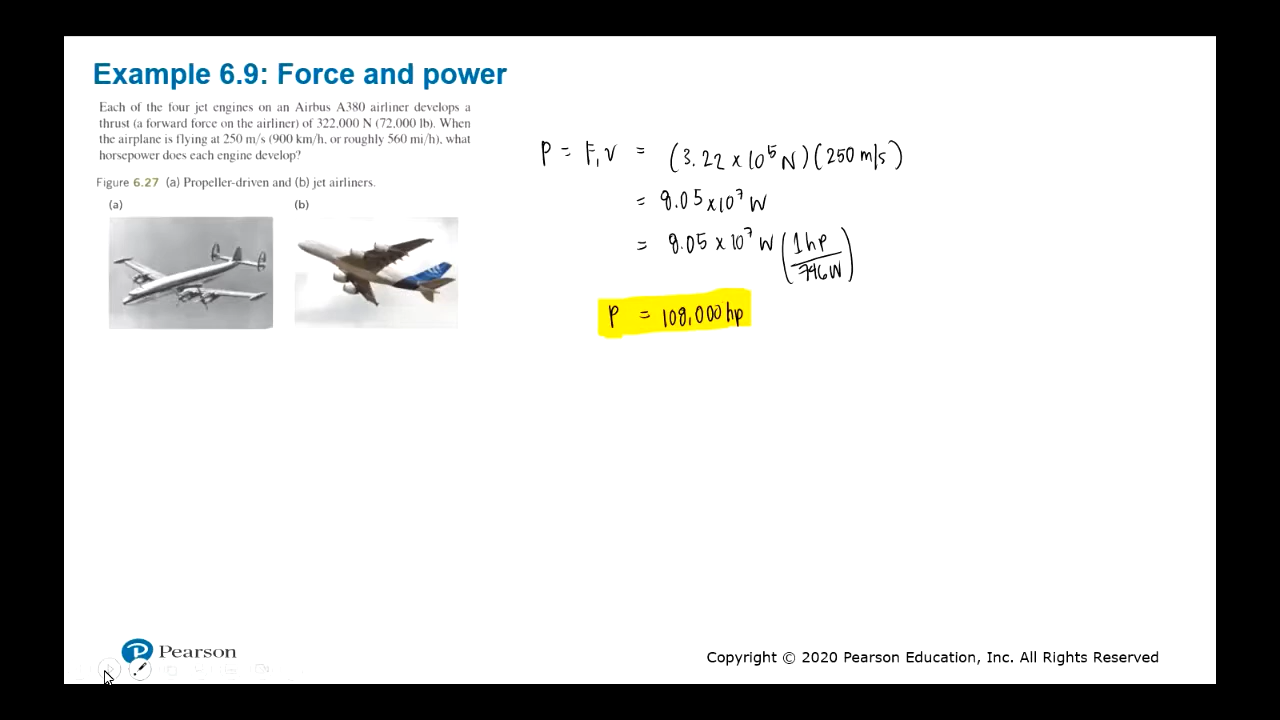 Example 6.9: Force and power
Each of the four jet engines on an Airbus A380 airliner develops a
thrust (a forward force on the airliner) of 322,000 N (72,000 lb). When
the airplane is flying at 250 m/s (900 km/h, or roughly 560 mi/h), what
horsepower does each engine develop?
Figure 6.27 (a) Propeller-driven and (b) jet airliners.
(a) (b)
P = F₁₁v = (3.22 x 10⁵ N)(250 m/s)
= 8.05 x 10⁷ W
= 8.05 x 10⁷ W (1 hp / 746 W)
P = 108,000 hp
Pearson
Copyright © 2020 Pearson Education, Inc. All Rights Reserved